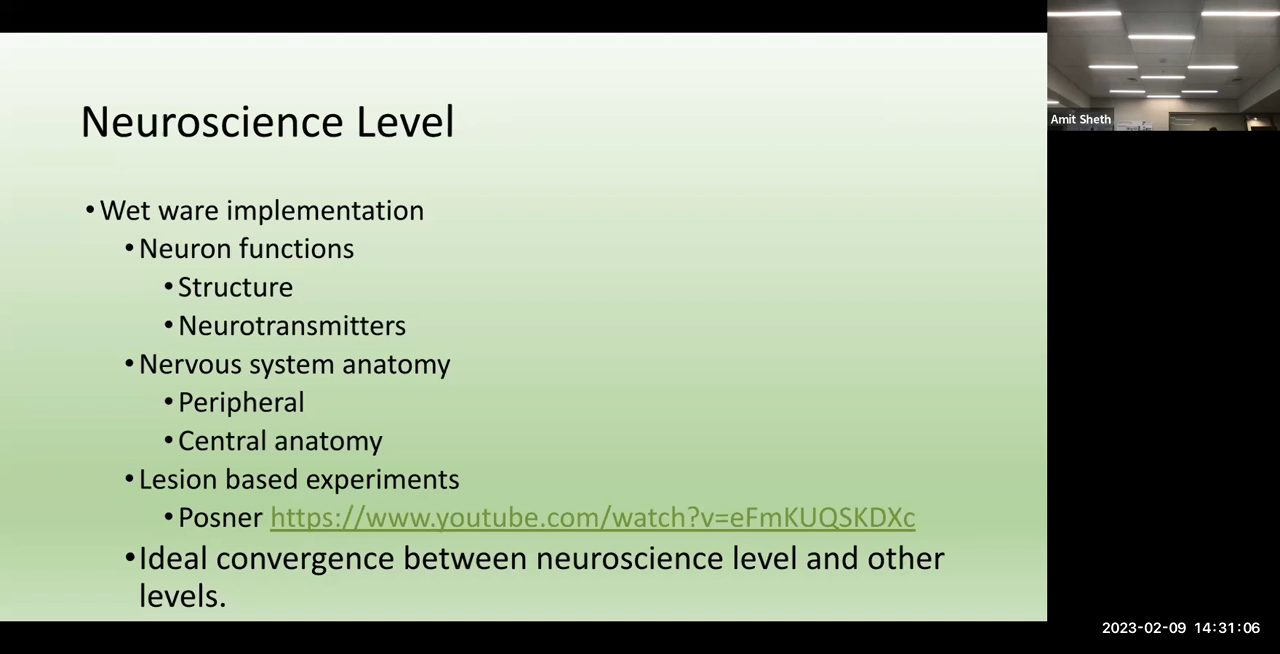 Neuroscience Level
• Wet ware implementation
• Neuron functions
• Structure
• Neurotransmitters
• Nervous system anatomy
• Peripheral
• Central anatomy
• Lesion based experiments
• Posner https://www.youtube.com/watch?v=eFmKUQSKDXc
• Ideal convergence between neuroscience level and other
levels.
Amit Sheth
2023-02-09 14:31:06